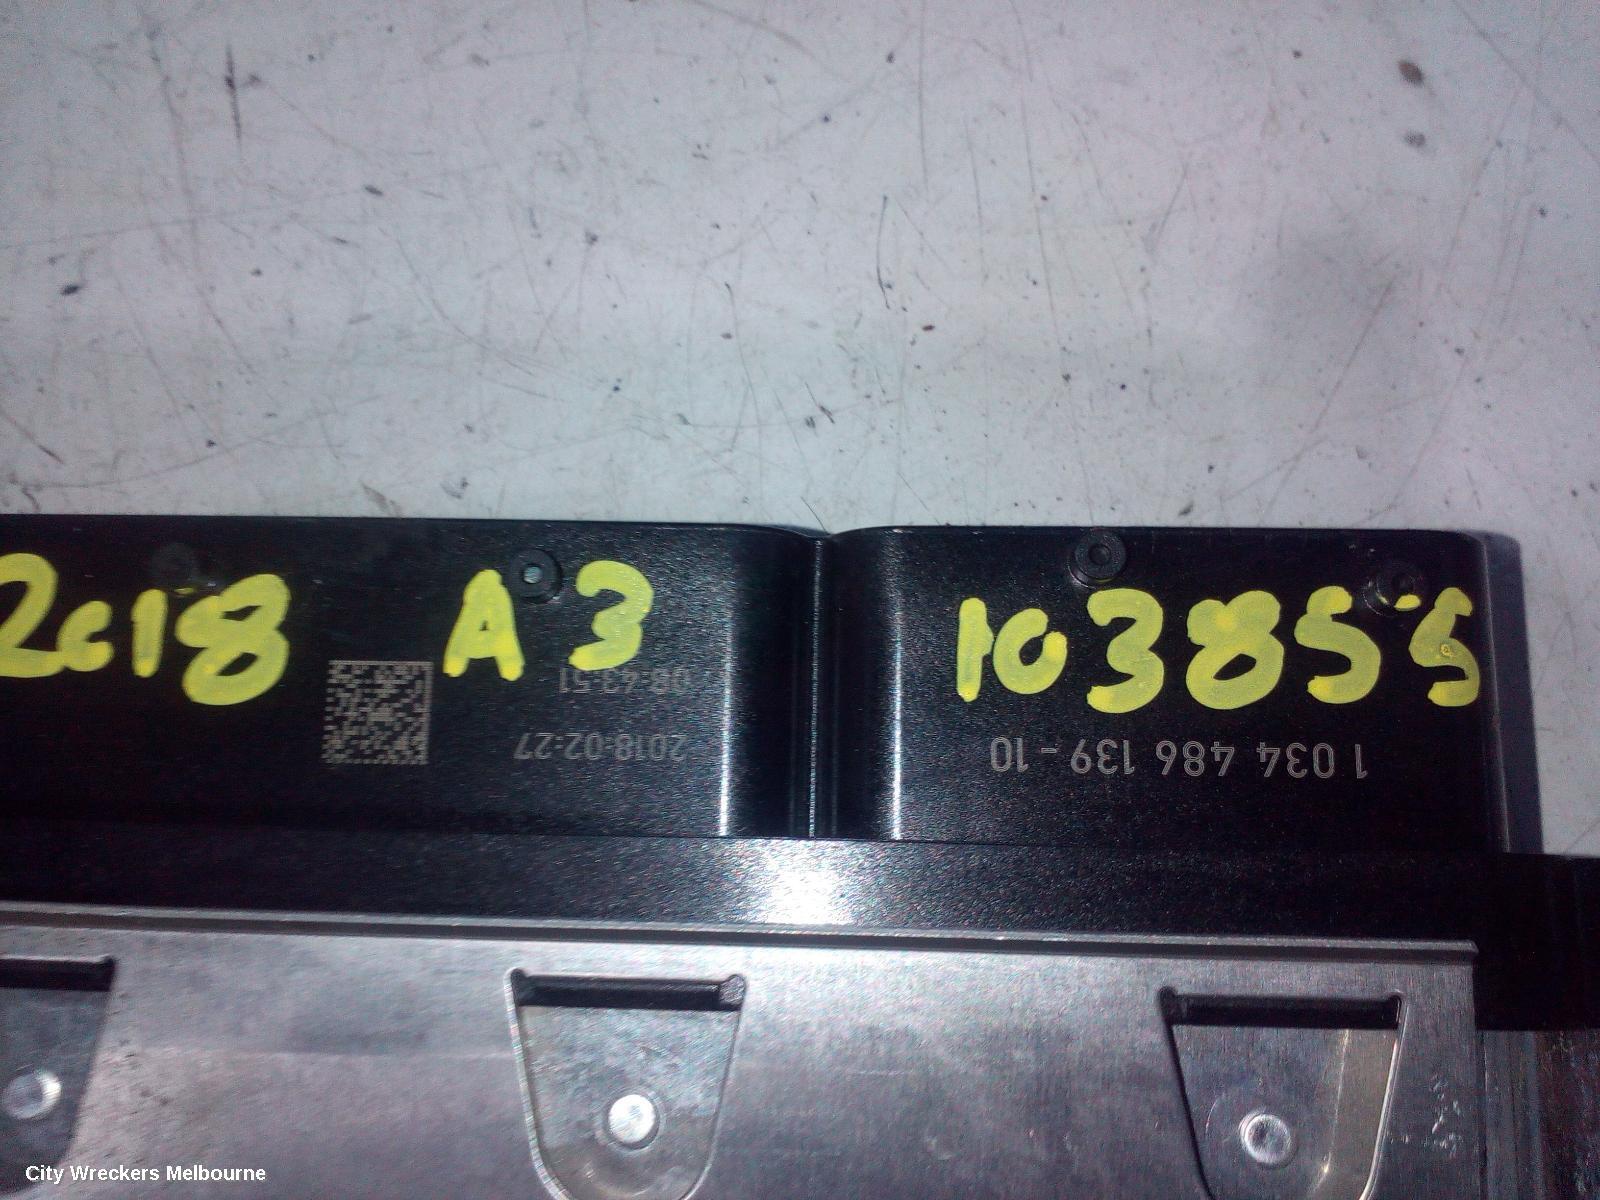 2018 A3 103855
08:43:51
2018-02-27
1 034 486 139 - 10
City Wreckers Melbourne